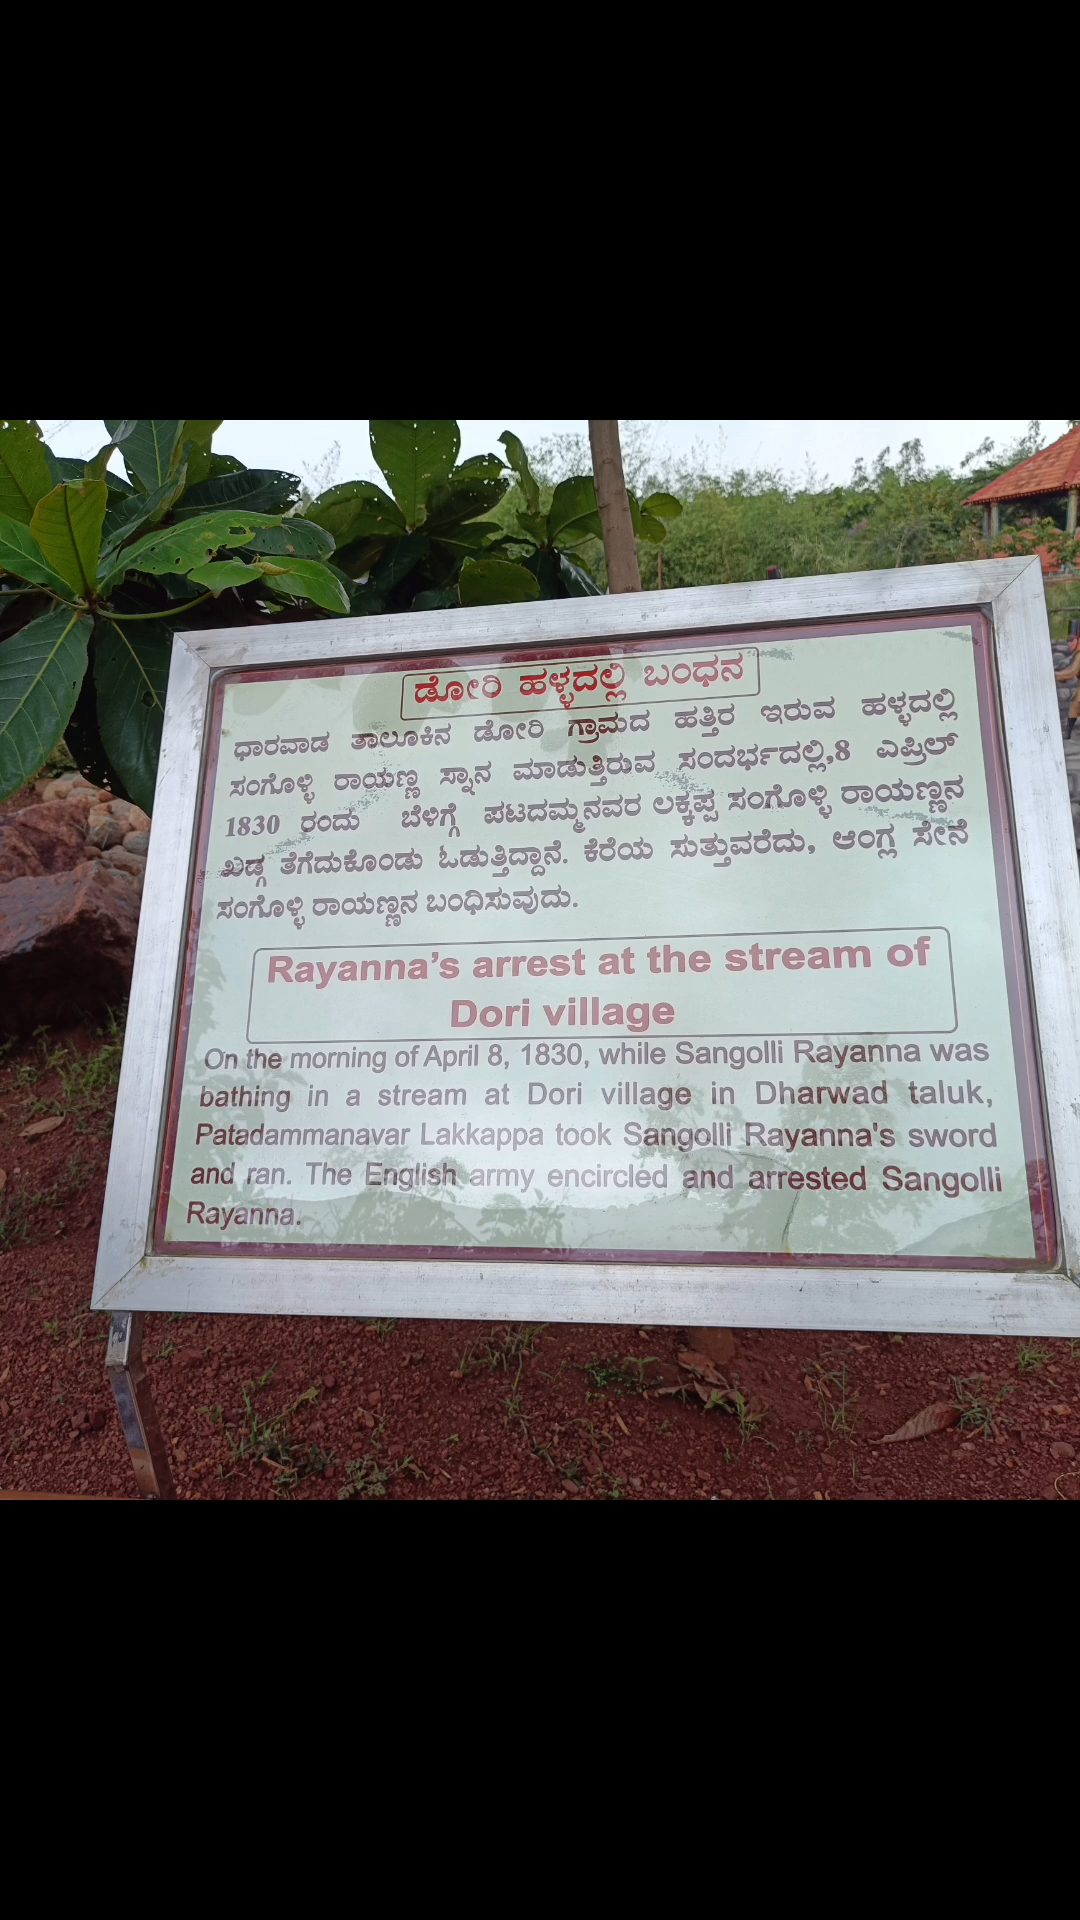 ಡೋರಿ ಹಳ್ಳದಲ್ಲಿ ಬಂಧನ
ಧಾರವಾಡ ತಾಲೂಕಿನ ಡೋರಿ ಗ್ರಾಮದ ಹತ್ತಿರ ಇರುವ ಹಳ್ಳದಲ್ಲಿ
ಸಂಗೊಳ್ಳಿ ರಾಯಣ್ಣ ಸ್ನಾನ ಮಾಡುತ್ತಿರುವ ಸಂದರ್ಭದಲ್ಲಿ,8 ಎಪ್ರಿಲ್
1830 ರಂದು ಬೆಳಿಗ್ಗೆ ಪಟದಮ್ಮನವರ ಲಕ್ಕಪ್ಪ ಸಂಗೊಳ್ಳಿ ರಾಯಣ್ಣನ
ಖಡ್ಗ ತೆಗೆದುಕೊಂಡು ಓಡುತ್ತಿದ್ದಾನೆ. ಕೆರೆಯ ಸುತ್ತುವರೆದು, ಆಂಗ್ಲ ಸೇನೆ
ಸಂಗೊಳ್ಳಿ ರಾಯಣ್ಣನ ಬಂಧಿಸುವುದು.
Rayanna's arrest at the stream of
Dori village
On the morning of April 8, 1830, while Sangolli Rayanna was
bathing in a stream at Dori village in Dharwad taluk,
Patadammanavar Lakkappa took Sangolli Rayanna's sword
and ran. The English army encircled and arrested Sangolli
Rayanna.